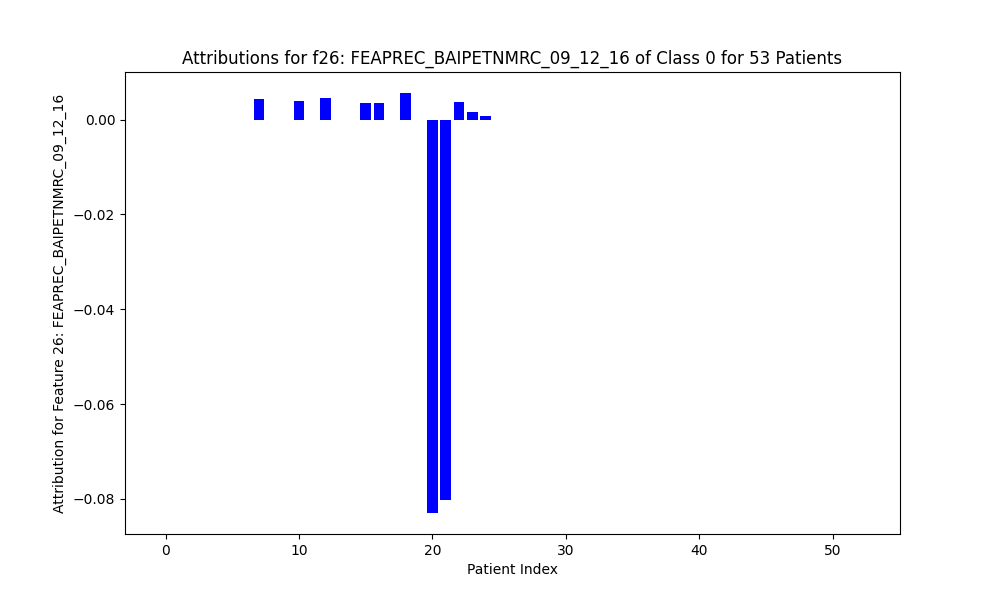 Attributions for f26: FEAPREC_BAIPETNMRC_09_12_16 of Class 0 for 53 Patients
Attribution for Feature 26: FEAPREC_BAIPETNMRC_09_12_16
0.00
−0.02
−0.04
−0.06
−0.08
0 10 20 30 40 50
Patient Index